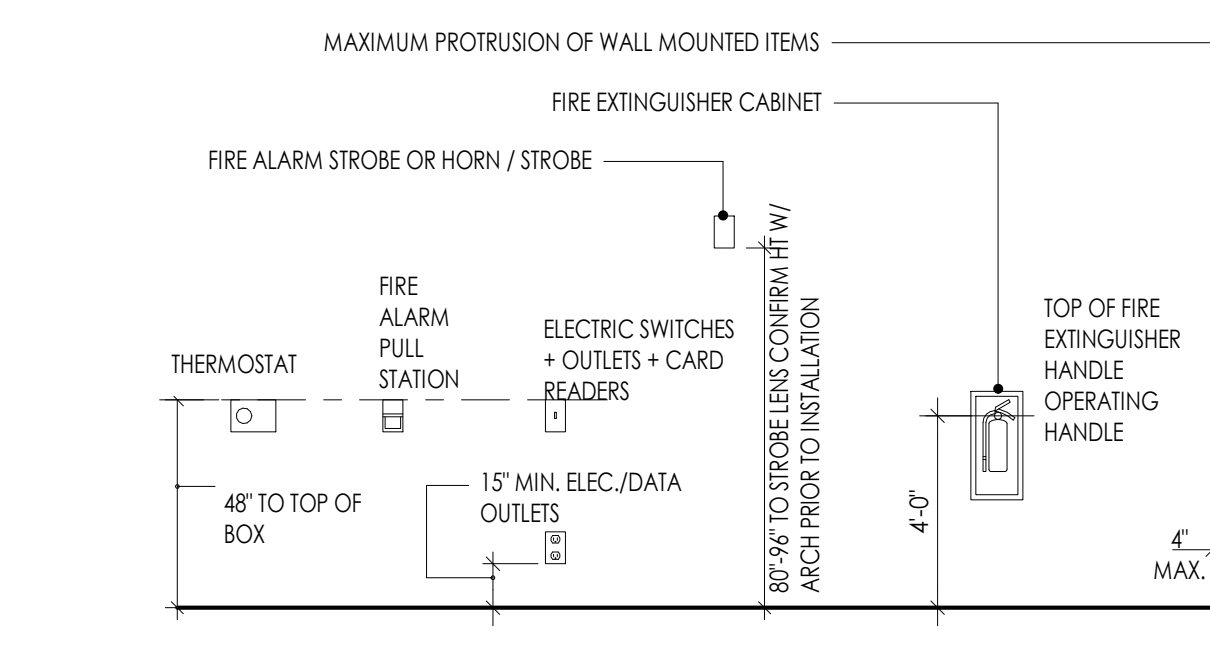 MAXIMUM PROTRUSION OF WALL MOUNTED ITEMS
FIRE EXTINGUISHER CABINET
FIRE ALARM STROBE OR HORN / STROBE
THERMOSTAT
FIRE
ALARM
PULL
STATION
ELECTRIC SWITCHES
+ OUTLETS + CARD
READERS
80"-96" TO STROBE LENS CONFIRM HT W/
ARCH PRIOR TO INSTALLATION
TOP OF FIRE
EXTINGUISHER
HANDLE
OPERATING
HANDLE
48" TO TOP OF
BOX
15" MIN. ELEC./DATA
OUTLETS
4'-0"
4"
MAX.